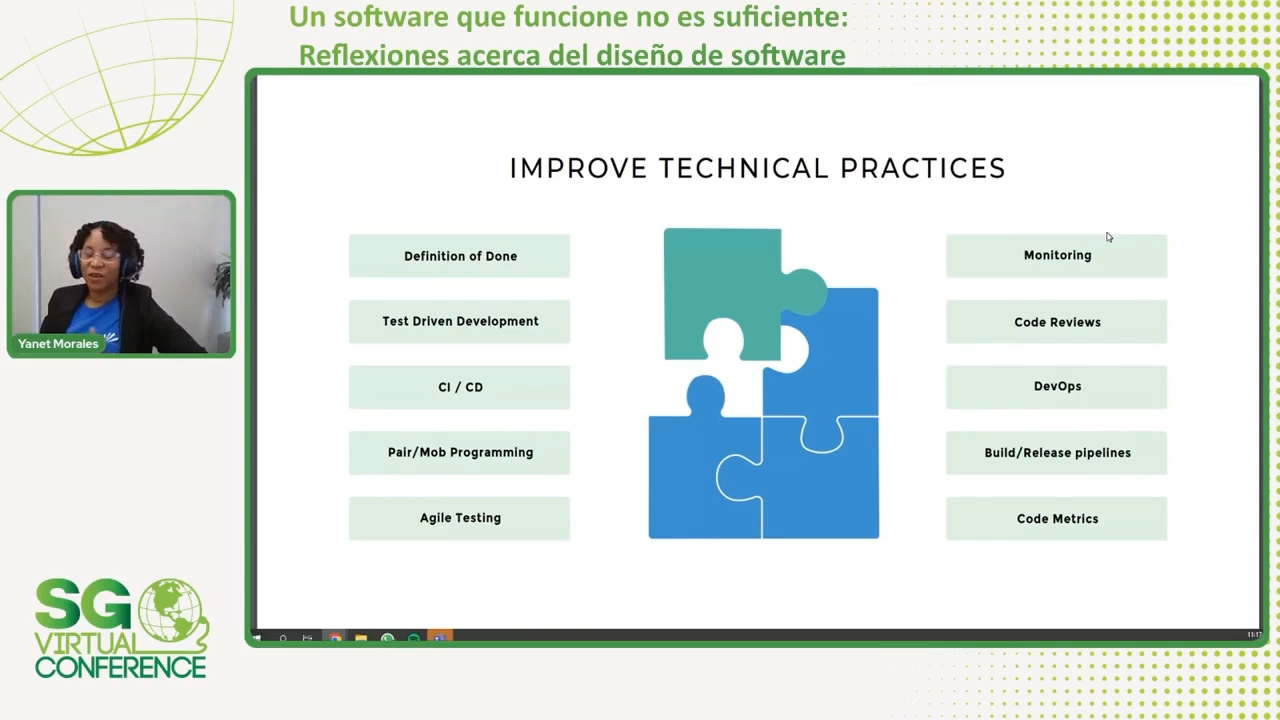 Un software que funcione no es suficiente:
Reflexiones acerca del diseño de software
IMPROVE TECHNICAL PRACTICES
Definition of Done
Test Driven Development
CI / CD
Pair/Mob Programming
Agile Testing
Monitoring
Code Reviews
DevOps
Build/Release pipelines
Code Metrics
Yanet Morales
SG
VIRTUAL
CONFERENCE
11:17